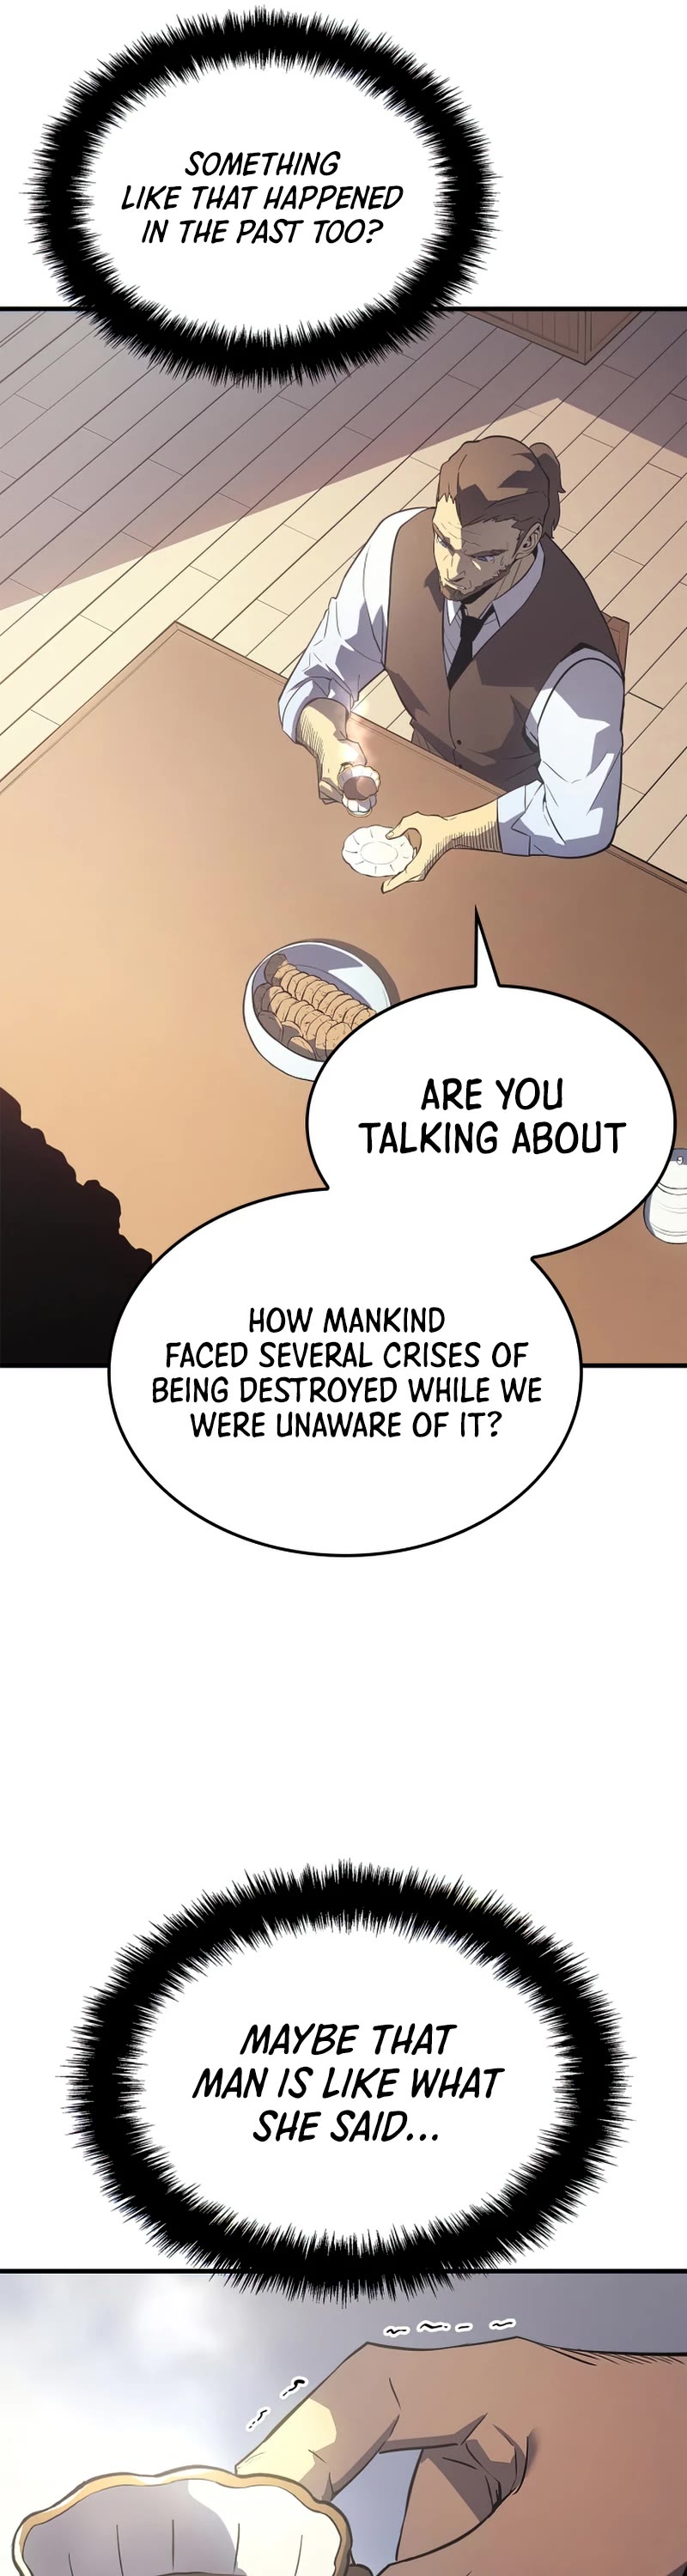 SOMETHING
LIKE THAT HAPPENED
IN THE PAST TOO?
ARE YOU
TALKING ABOUT
HOW MANKIND
FACED SEVERAL CRISES OF
BEING DESTROYED WHILE WE
WERE UNAWARE OF IT?
MAYBE THAT
MAN IS LIKE WHAT
SHE SAID...